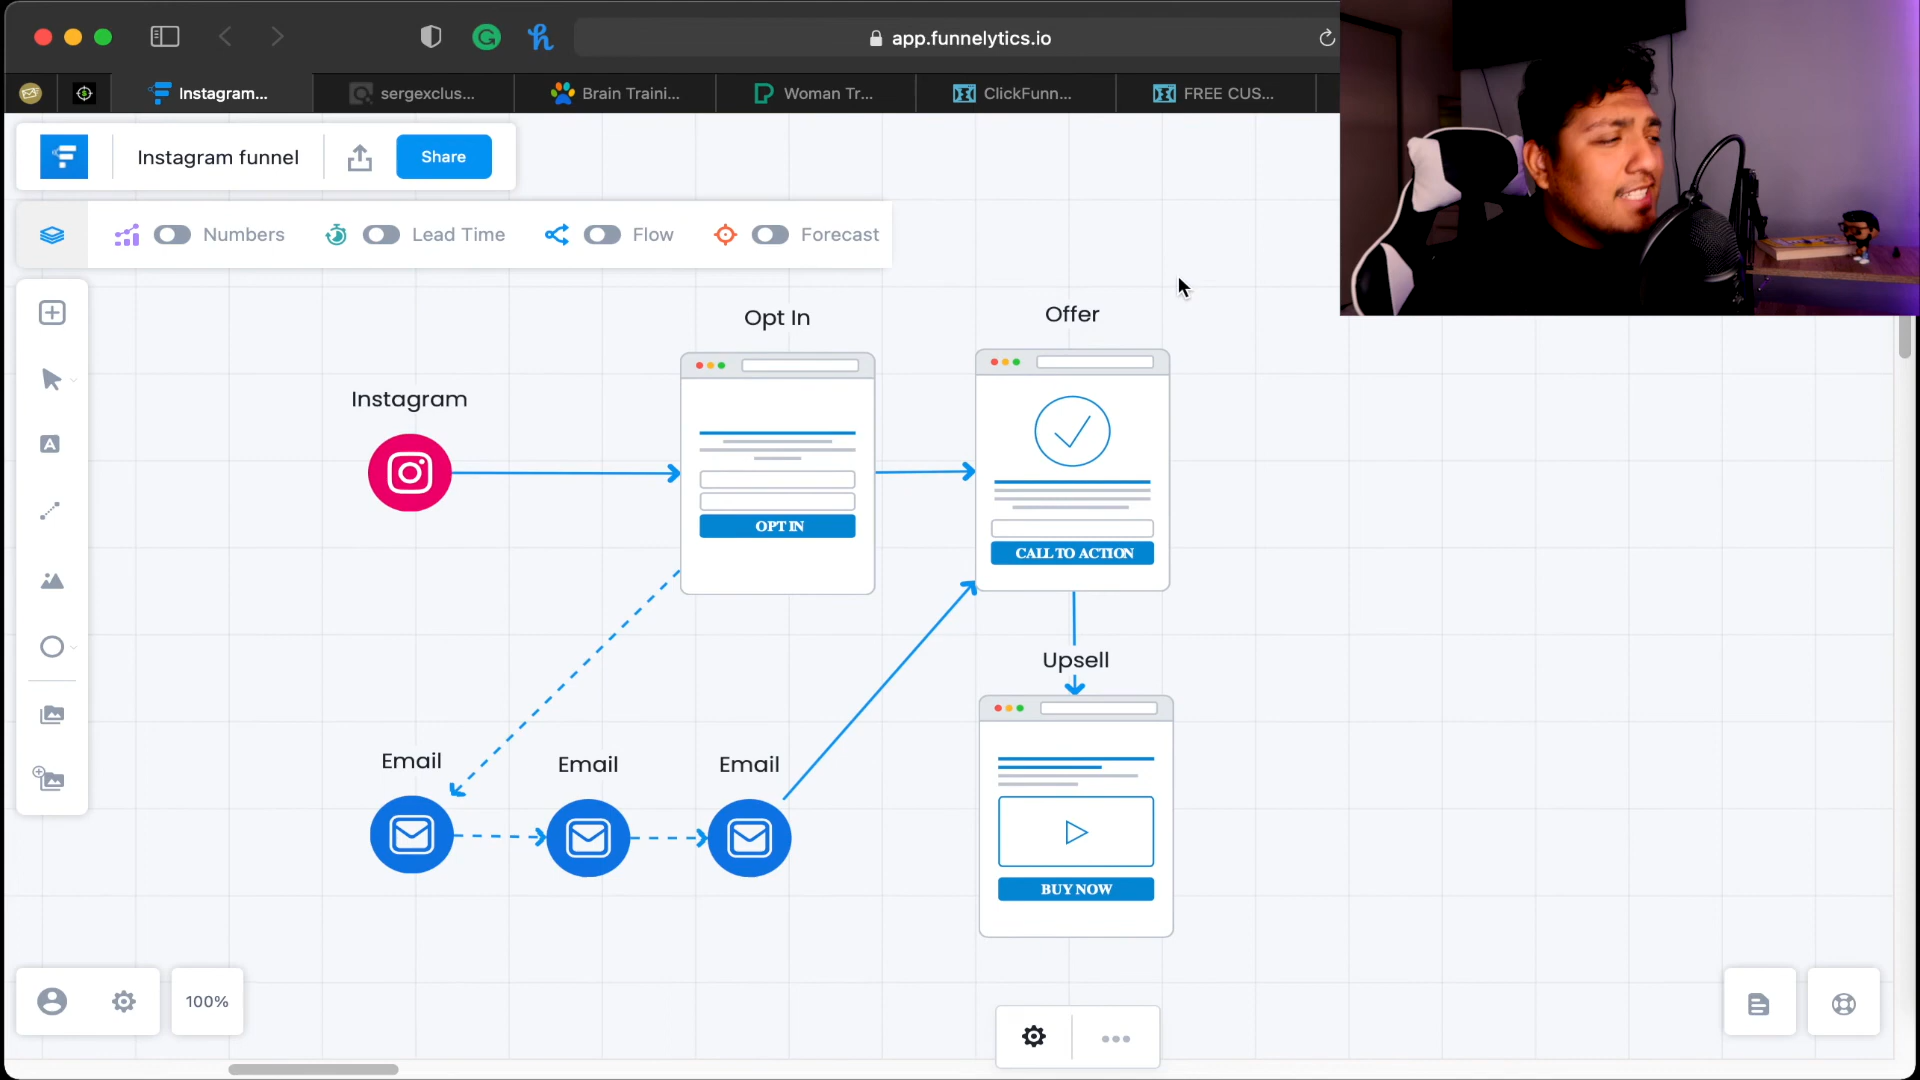 app.funnelytics.io
Instagram...
sergexclus...
Brain Traini...
Woman Tr...
ClickFunn...
FREE CUS...
Instagram funnel
Share
Numbers
Lead Time
Flow
Forecast
Opt In
Offer
Instagram
OPT IN
CALL TO ACTION
Upsell
Email
Email
Email
BUY NOW
100%